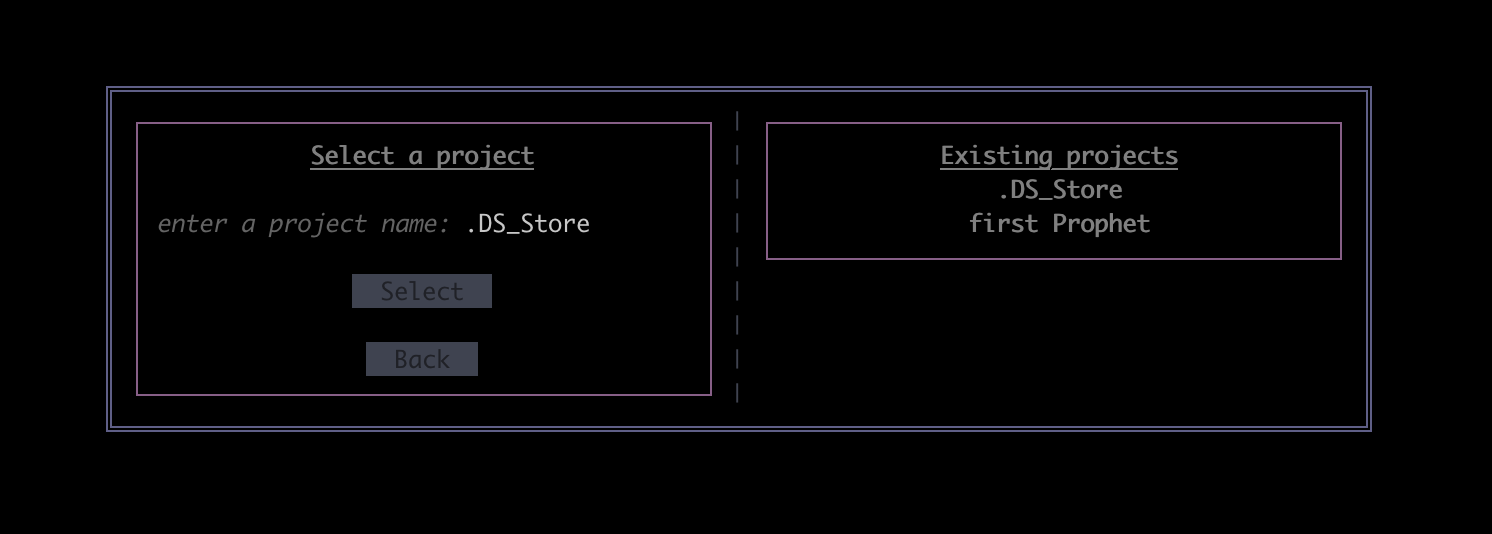 Select a project
enter a project name: .DS_Store
Select
Back
Existing projects
.DS_Store
first Prophet